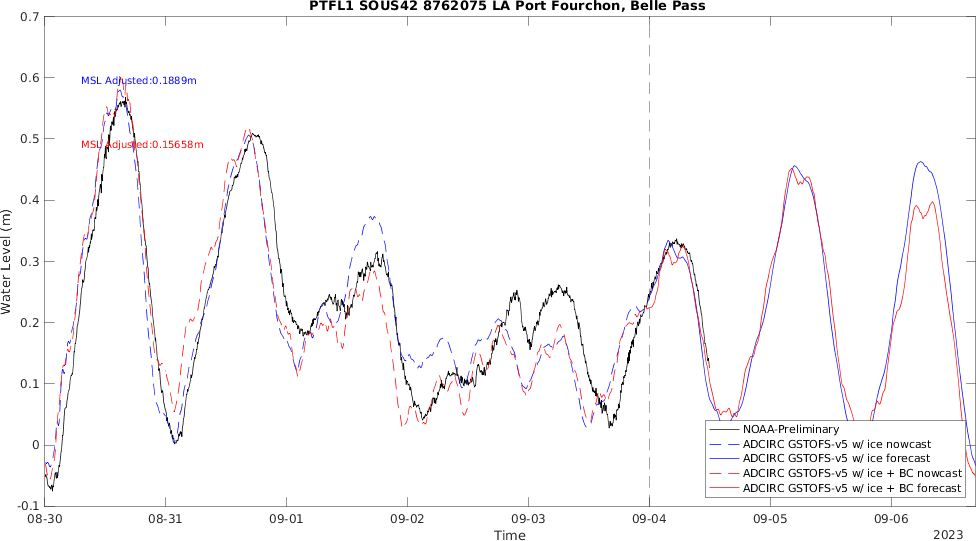 PTFL1 SOUS42 8762075 LA Port Fourchon, Belle Pass
0.7
0.6
0.5
0.4
0.3
0.2
0.1
0
-0.1
Water Level (m)
MSL Adjusted:0.1889m
MSL Adjusted:0.15658m
NOAA-Preliminary
ADCIRC GSTOFS-v5 w/ ice nowcast
ADCIRC GSTOFS-v5 w/ ice forecast
ADCIRC GSTOFS-v5 w/ ice + BC nowcast
ADCIRC GSTOFS-v5 w/ ice + BC forecast
08-30 08-31 09-01 09-02 09-03 09-04 09-05 09-06
Time
2023